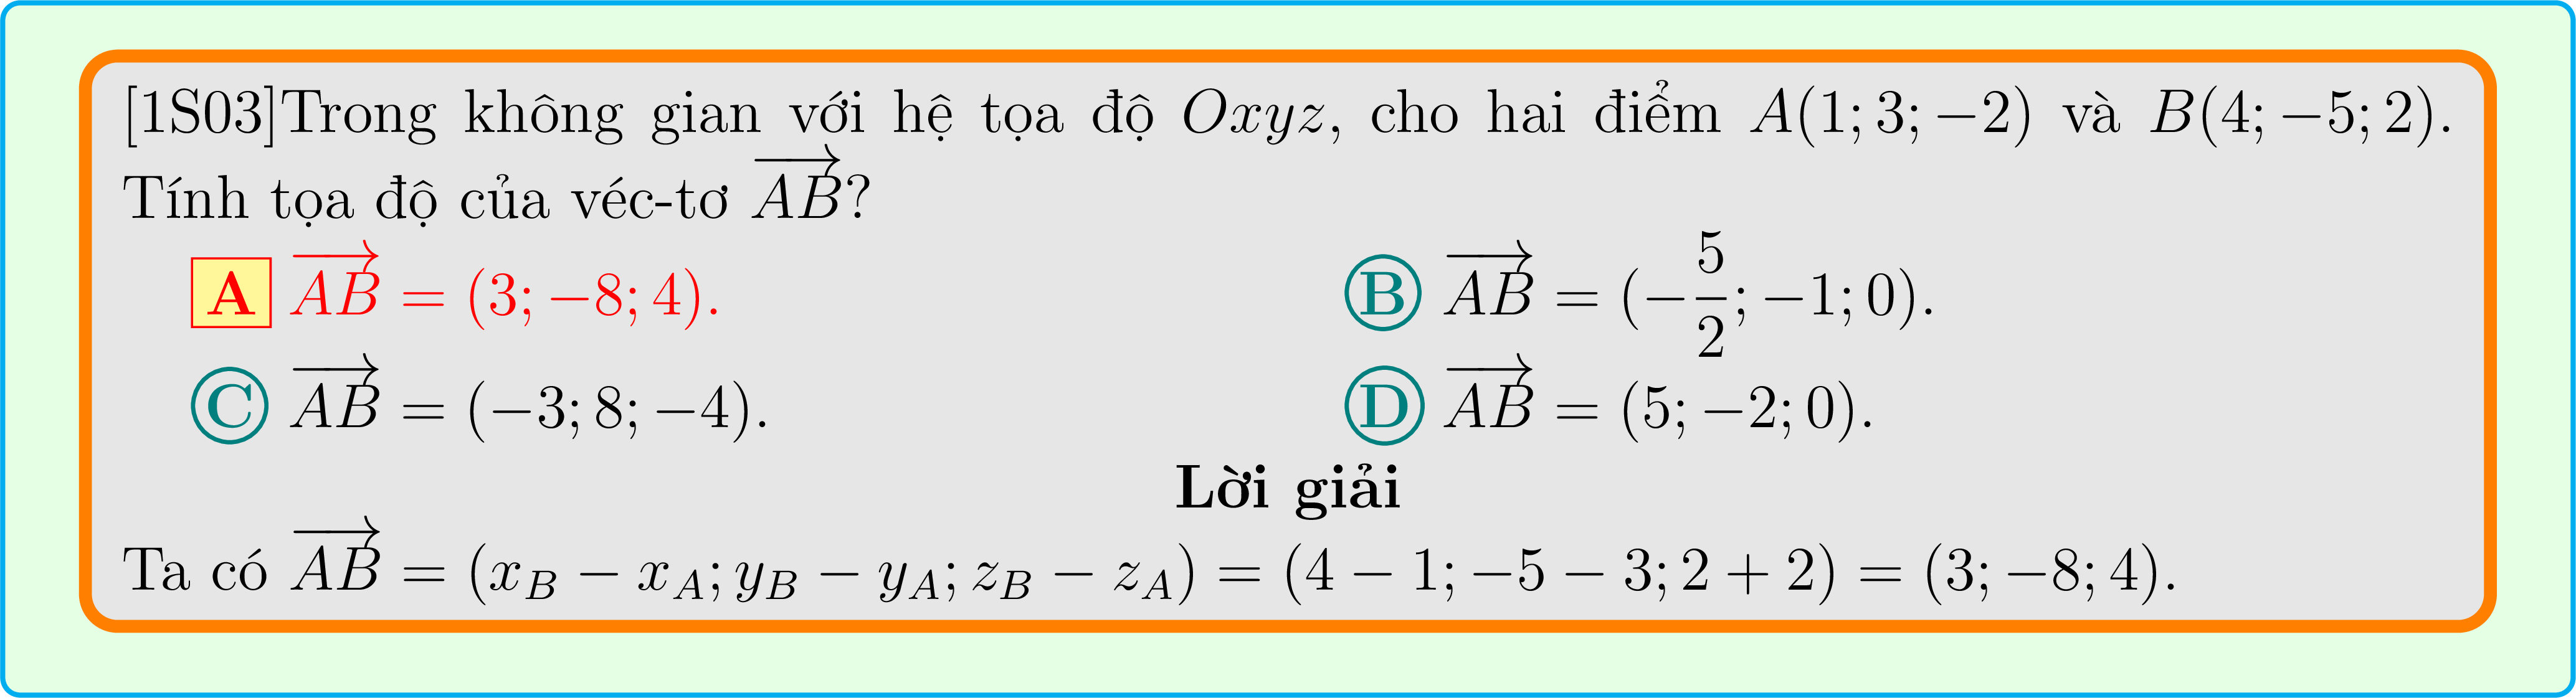 [1S03]Trong không gian với hệ tọa độ Oxyz, cho hai điểm A(1; 3; −2) và B(4; −5; 2).
Tính tọa độ của véc-tơ $\overrightarrow{AB}$?
A $\overrightarrow{AB}$ = (3; −8; 4).
B $\overrightarrow{AB}$ = (−$\frac{5}{2}$; −1; 0).
C $\overrightarrow{AB}$ = (−3; 8; −4).
D $\overrightarrow{AB}$ = (5; −2; 0).
Lời giải
Ta có $\overrightarrow{AB}$ = ($x_B$ − $x_A$; $y_B$ − $y_A$; $z_B$ − $z_A$) = (4 − 1; −5 − 3; 2 + 2) = (3; −8; 4).